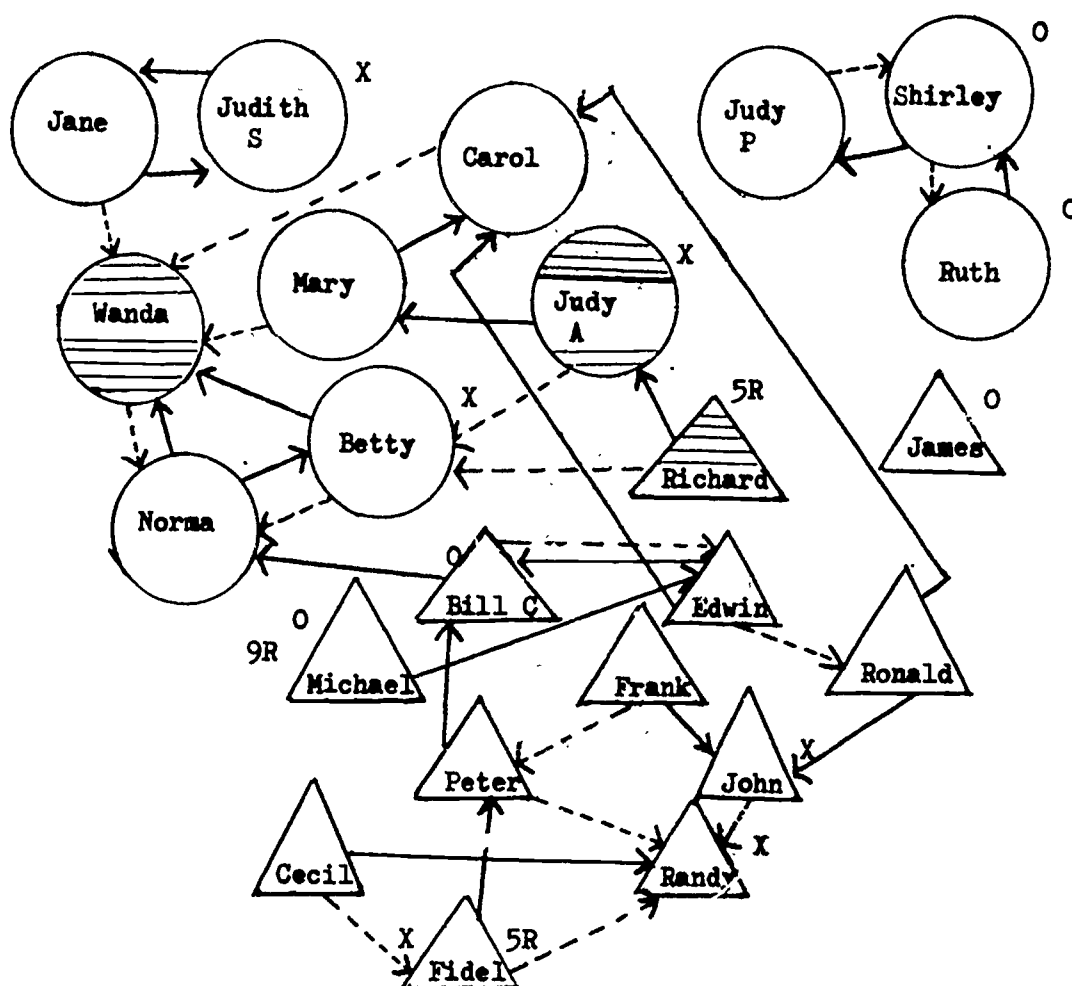 O
Jane
Judith
S
X
Carol
Judy
P
Shirley
O
Ruth
Mary
Judy
A
X
Wanda
X
Betty
5R
Richard
O
James
Norma
O
Bill C
Edwin
O
9R
Michael
Frank
Ronald
X
Peter
John
X
Cecil
Randy
X
5R
Fidel